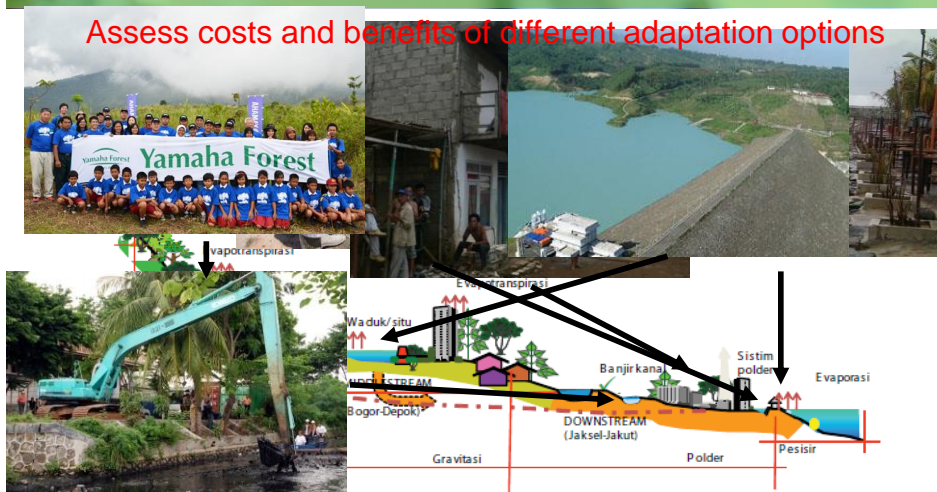 Assess costs and benefits of different adaptation options
Yamaha Forest
Yamaha Forest
vapotranspirasi
Evapotranspirasi
Waduk/situ
Banjir kanal
Sistim
polder
Evaporasi
Bogor-Depok)
DOWNSTREAM
(Jaksel-Jakut)
Gravitasi
Polder
Pesisir